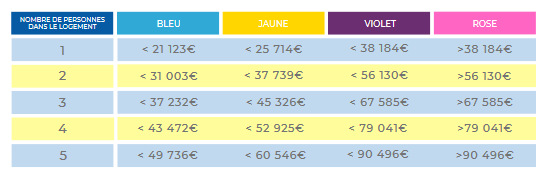 NOMBRE DE PERSONNES
DANS LE LOGEMENT
BLEU
JAUNE
VIOLET
ROSE
1 < 21 123€ < 25 714€ < 38 184€ >38 184€
2 < 31 003€ < 37 739€ < 56 130€ >56 130€
3 < 37 232€ < 45 326€ < 67 585€ >67 585€
4 < 43 472€ < 52 925€ < 79 041€ >79 041€
5 < 49 736€ < 60 546€ < 90 496€ >90 496€